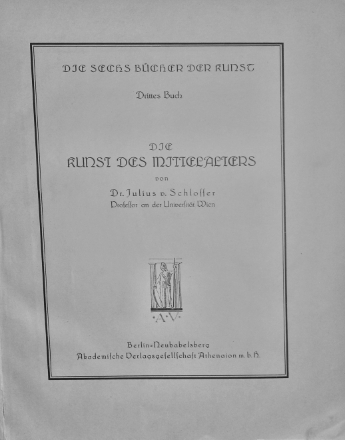 DIE SECHS BÜCHER DER KUNST
Drittes Buch
DIE
KUNST DES MITTELALTERS
von
Dr. Julius v. Schlosser
Professor an der Universität Wien
A V
Berlin-Neubabelsberg
Akademische Verlagsgesellschaft Athenaion m. b. H.